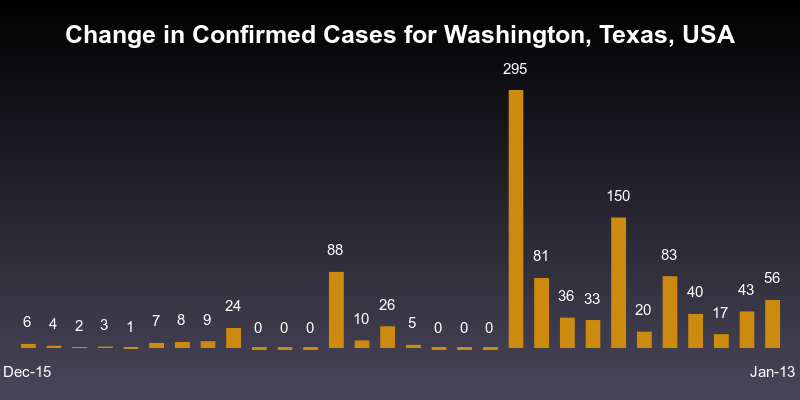 Change in Confirmed Cases for Washington, Texas, USA
6 4 2 3 1 7 8 9 24 0 0 0 88 10 26 5 0 0 0 295 81 36 33 150 20 83 40 17 43 56
Dec-15 Jan-13